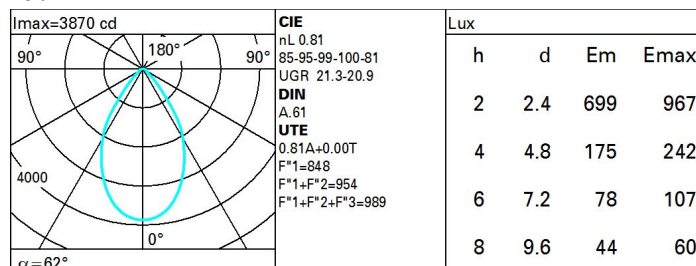 Imax=3870 cd
90°
180°
90°
4000
0°
α=62°
CIE
nL 0.81
85-95-99-100-81
UGR 21.3-20.9
DIN
A.61
UTE
0.81A+0.00T
F"1=848
F"1+F"2=954
F"1+F"2+F"3=989
Lux
h d Em Emax
2 2.4 699 967
4 4.8 175 242
6 7.2 78 107
8 9.6 44 60